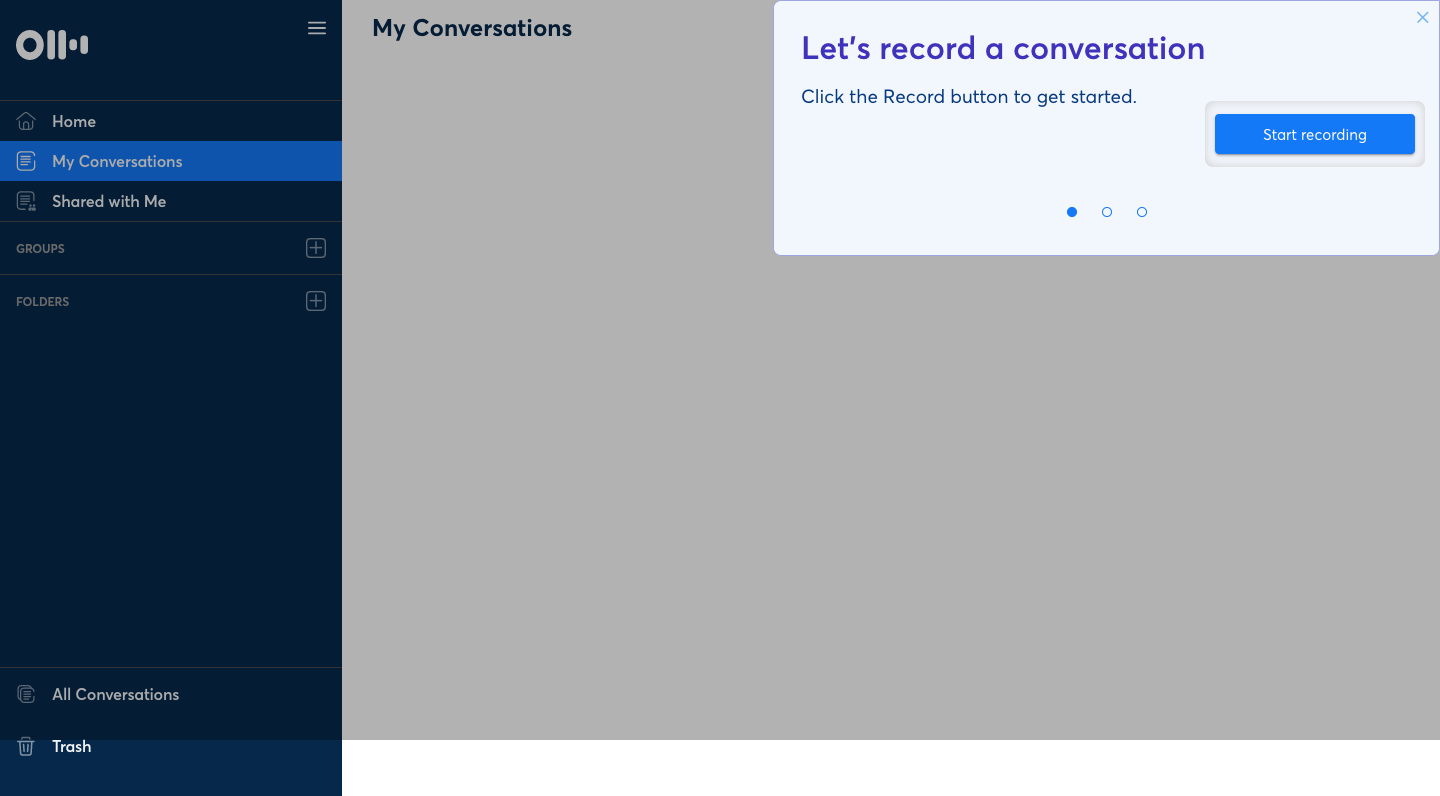 My Conversations
Let's record a conversation
Click the Record button to get started.
Start recording
Home
My Conversations
Shared with Me
GROUPS
FOLDERS
All Conversations
Trash